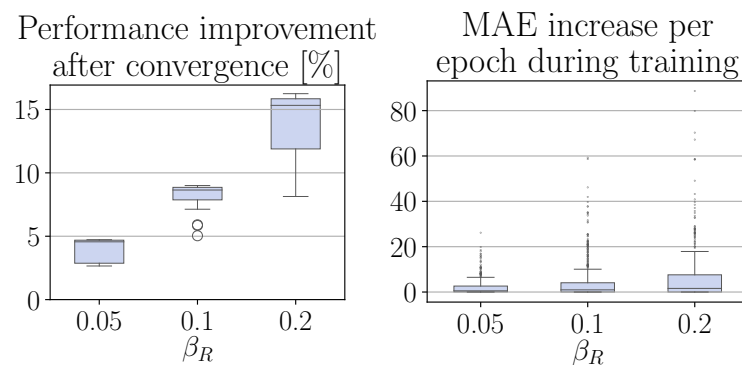 Performance improvement
after convergence [%]
15
10
5
0
0.05 0.1 0.2
β_R
MAE increase per
epoch during training
80
60
40
20
0
0.05 0.1 0.2
β_R